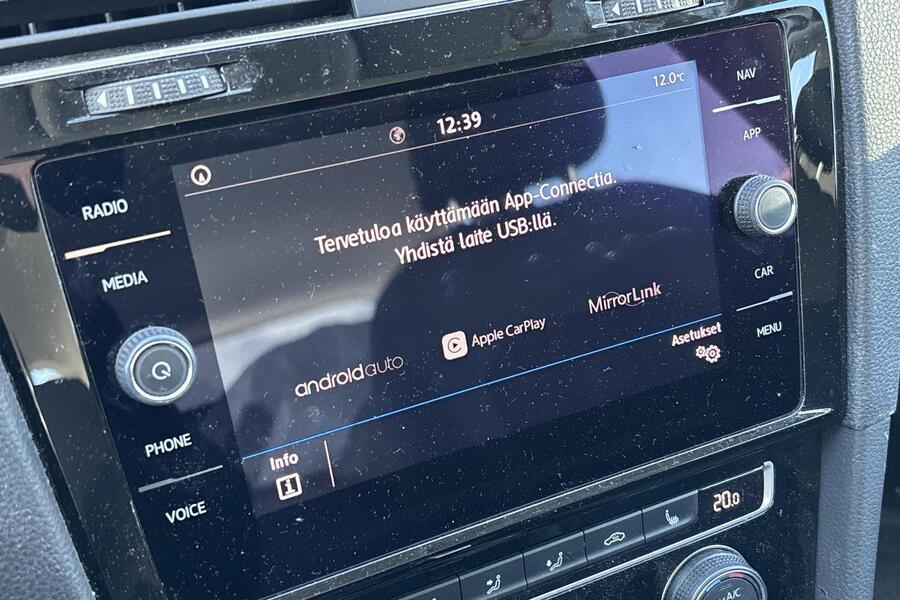 12:39
12.0°C
Tervetuloa käyttämään App-Connectia.
Yhdistä laite USB:llä.
androidauto
Apple CarPlay
MirrorLink
Info
Asetukset
RADIO
MEDIA
PHONE
VOICE
NAV
APP
CAR
MENU
20.0
A/C